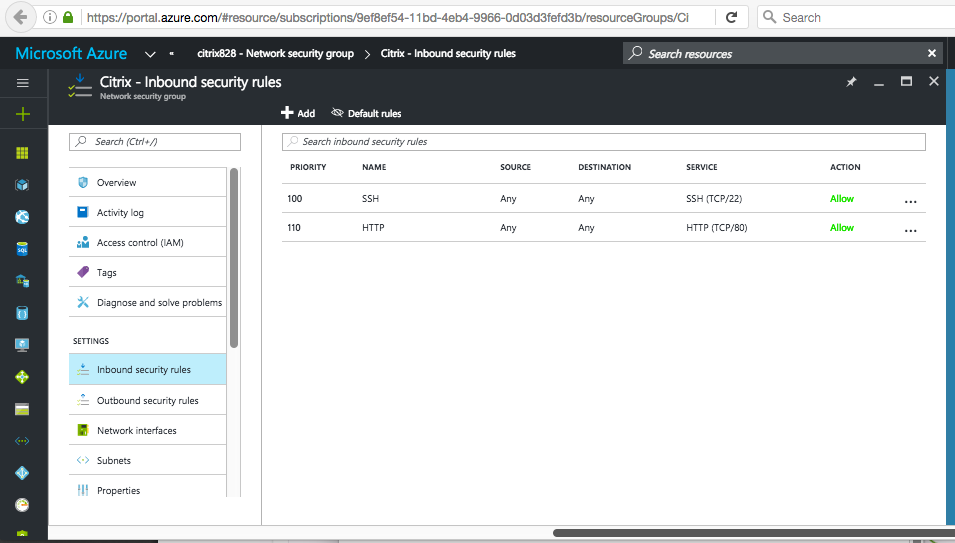 https://portal.azure.com/#resource/subscriptions/9ef8ef54-11bd-4eb4-9966-0d03d3fefd3b/resourceGroups/Ci
Search
Microsoft Azure
citrix828 - Network security group > Citrix - Inbound security rules
Search resources
Citrix - Inbound security rules
Network security group
Add
Default rules
Search (Ctrl+/)
Overview
Activity log
Access control (IAM)
Tags
Diagnose and solve problems
SETTINGS
Inbound security rules
Outbound security rules
Network interfaces
Subnets
Properties
Search inbound security rules
PRIORITY NAME SOURCE DESTINATION SERVICE ACTION
100 SSH Any Any SSH (TCP/22) Allow ...
110 HTTP Any Any HTTP (TCP/80) Allow ...